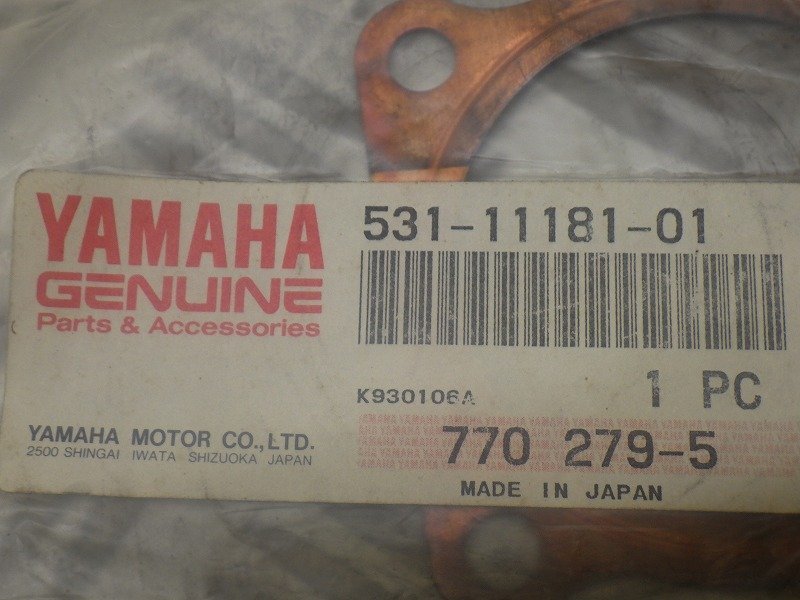 YAMAHA
GENUINE
Parts & Accessories
YAMAHA MOTOR CO.,LTD.
2500 SHINGAI IWATA SHIZUOKA JAPAN
531-11181-01
K930106A
1 PC
770 279-5
MADE IN JAPAN